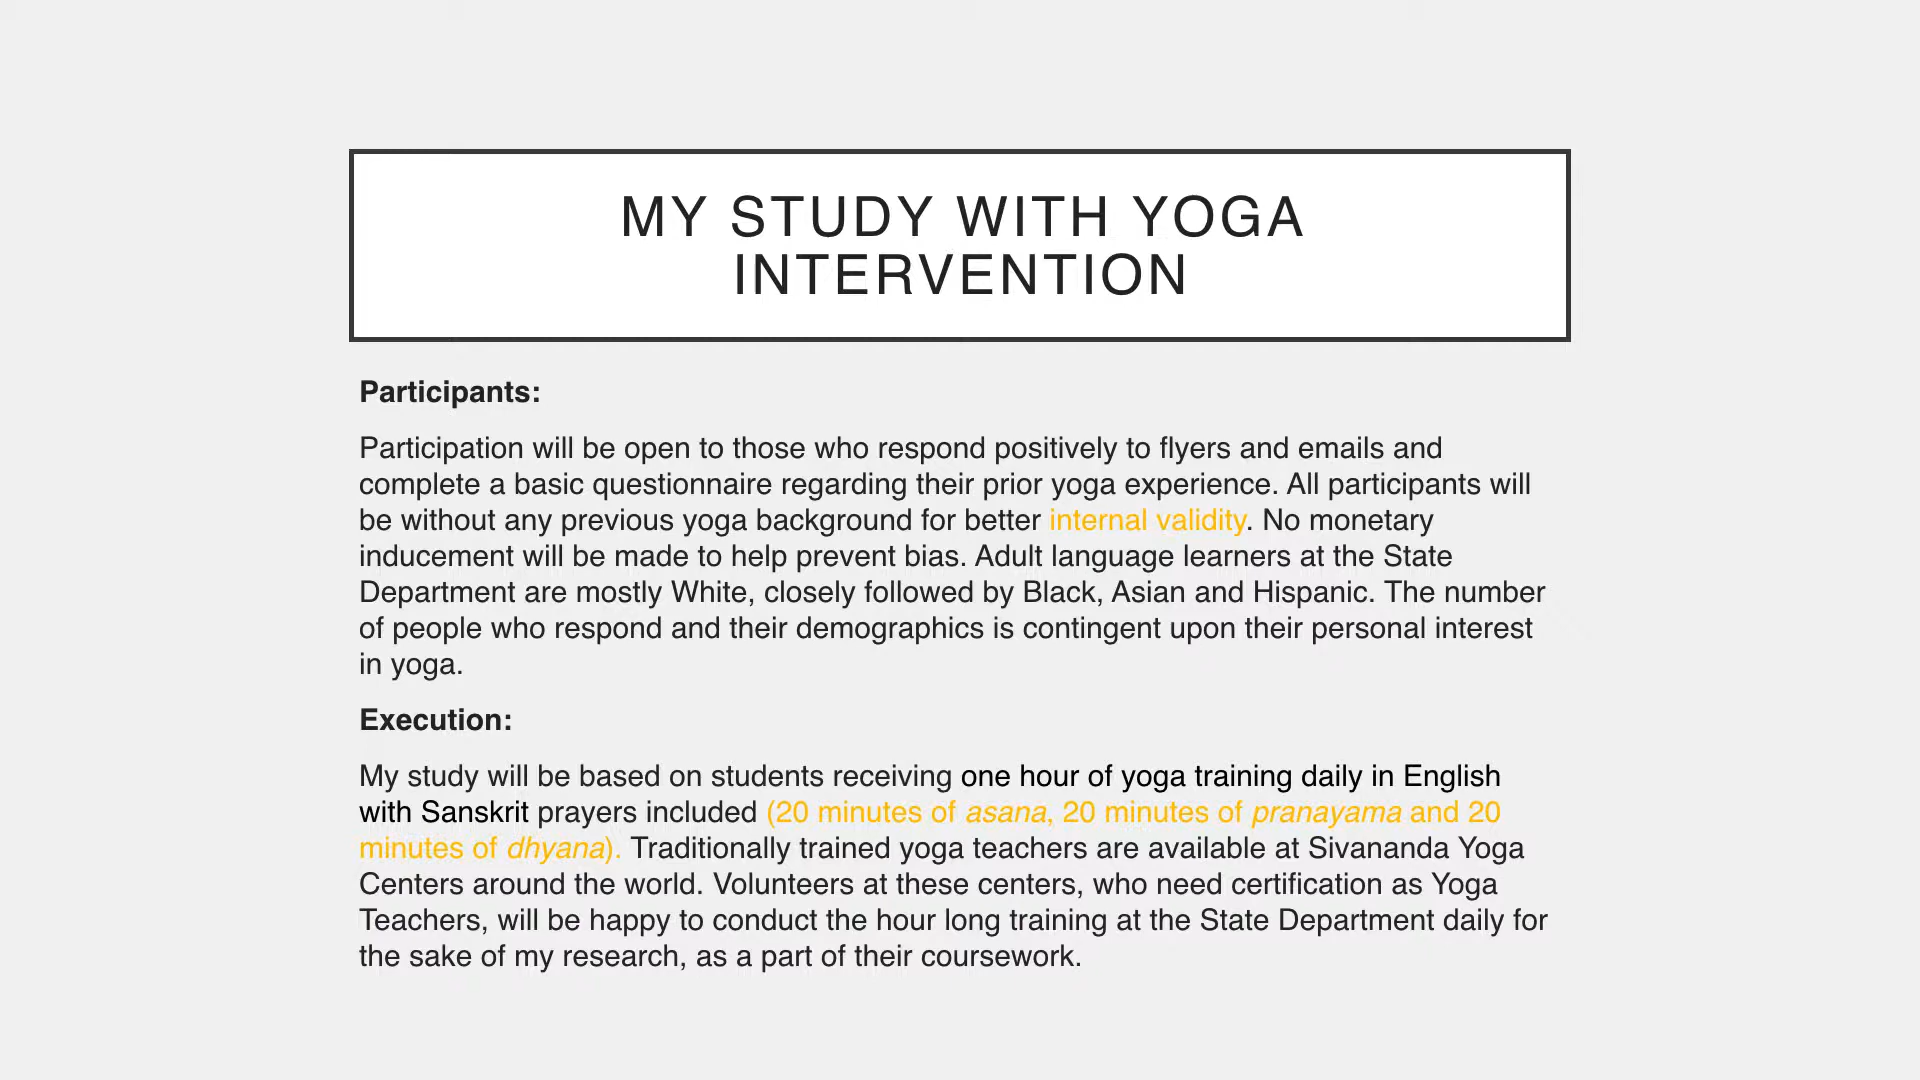 MY STUDY WITH YOGA
INTERVENTION
Participants:
Participation will be open to those who respond positively to flyers and emails and
complete a basic questionnaire regarding their prior yoga experience. All participants will
be without any previous yoga background for better internal validity. No monetary
inducement will be made to help prevent bias. Adult language learners at the State
Department are mostly White, closely followed by Black, Asian and Hispanic. The number
of people who respond and their demographics is contingent upon their personal interest
in yoga.
Execution:
My study will be based on students receiving one hour of yoga training daily in English
with Sanskrit prayers included (20 minutes of asana, 20 minutes of pranayama and 20
minutes of dhyana). Traditionally trained yoga teachers are available at Sivananda Yoga
Centers around the world. Volunteers at these centers, who need certification as Yoga
Teachers, will be happy to conduct the hour long training at the State Department daily for
the sake of my research, as a part of their coursework.